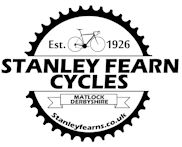 Est. 1926
STANLEY FEARN
CYCLES
MATLOCK
DERBYSHIRE
Stanleyfearns.co.uk